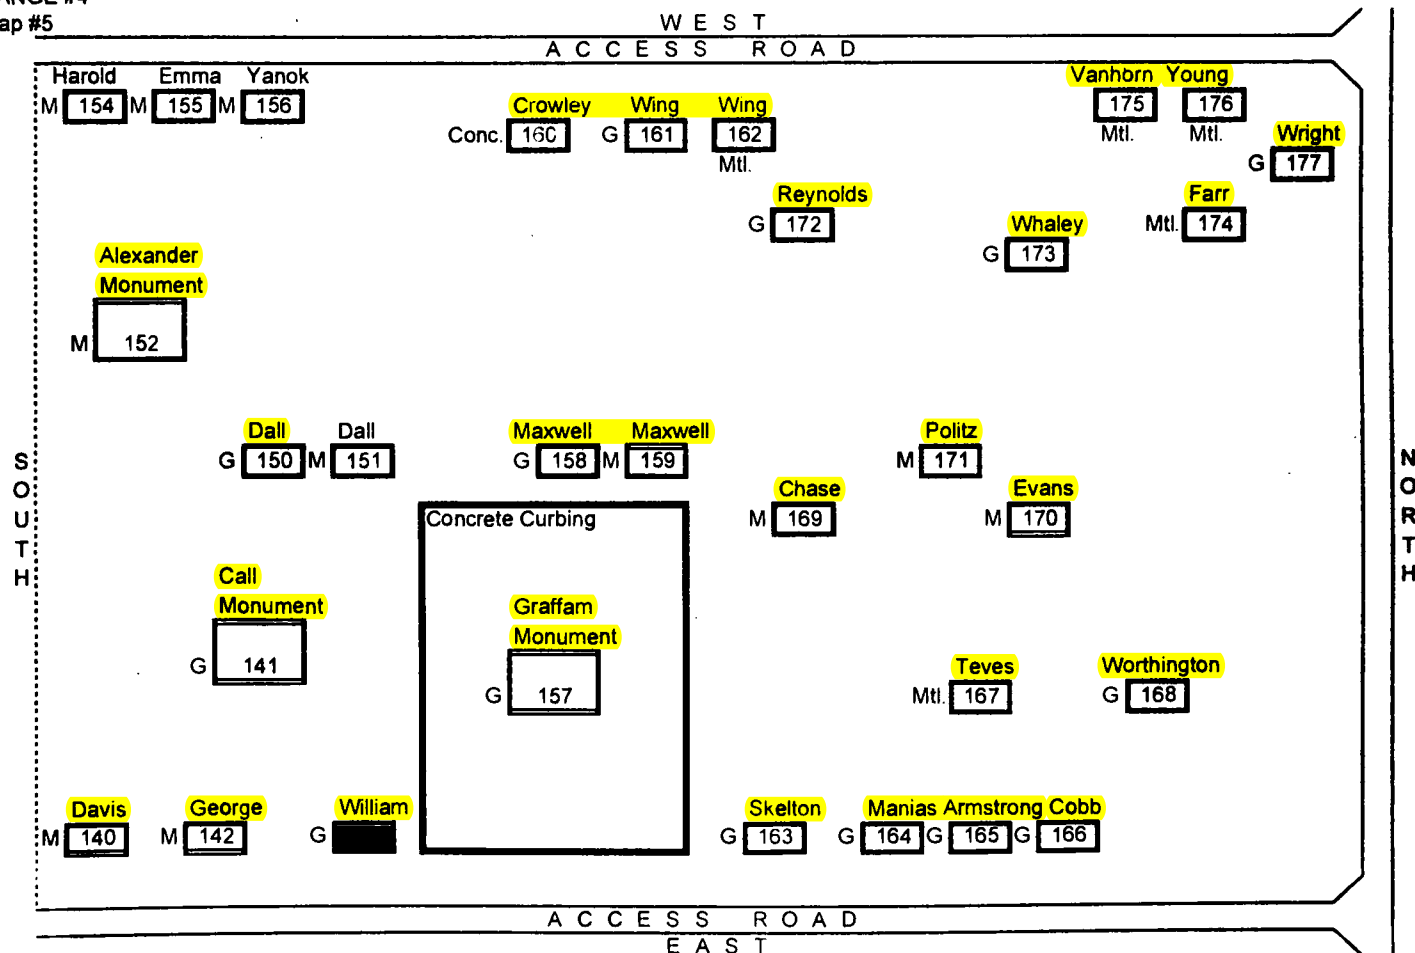 ap #5
WEST
ACCESS ROAD
Harold Emma Yanok
M 154 M 155 M 156
Vanhorn Young
175 176
Mtl. Mtl.
Crowley Wing Wing
Conc. 160 G 161 162
Mtl.
Wright
G 177
Reynolds
G 172
Farr
Mtl. 174
Whaley
G 173
Alexander
Monument
M 152
Dall Dall
G 150 M 151
Maxwell Maxwell
G 158 M 159
Politz
M 171
SOUTH
NORTH
Chase
M 169
Evans
M 170
Concrete Curbing
Call
Monument
G 141
Graffam
Monument
G 157
Teves
Mtl. 167
Worthington
G 168
Davis George William
M 140 M 142 G
Skelton Manias Armstrong Cobb
G 163 G 164 G 165 G 166
ACCESS ROAD
EAST